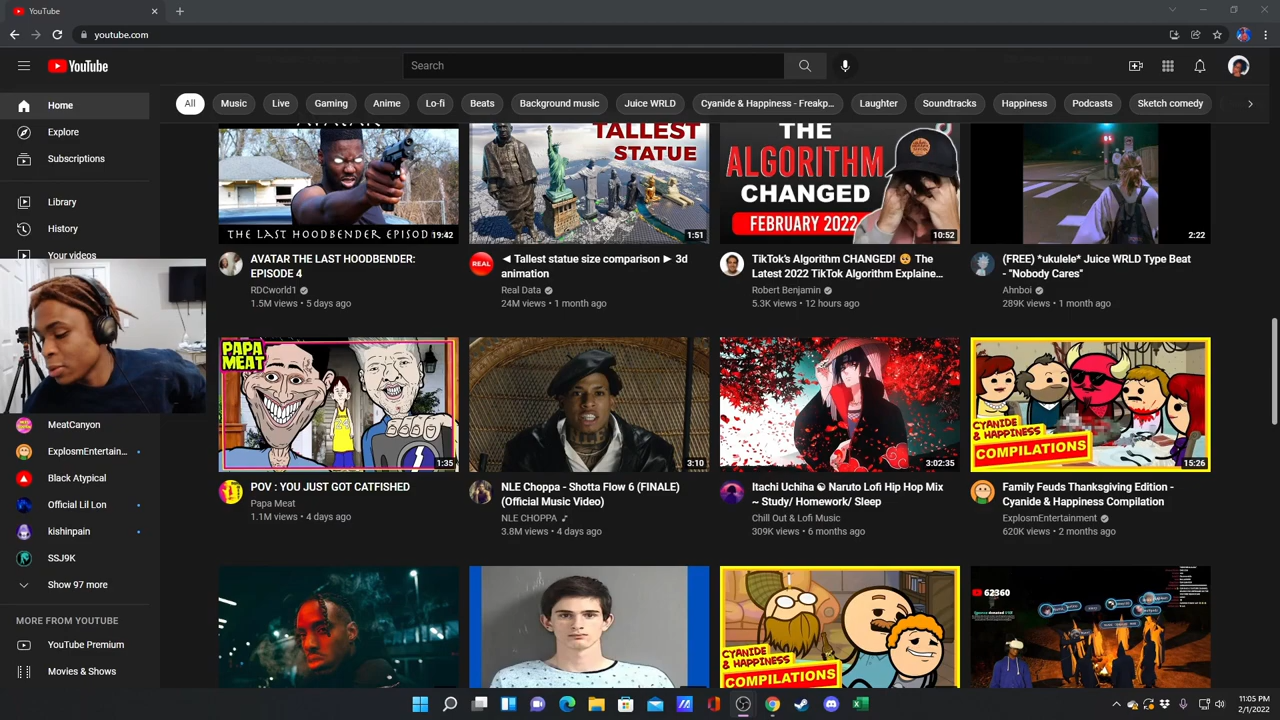 YouTube
youtube.com
YouTube
Search
All
Music
Live
Gaming
Anime
Lo-fi
Beats
Background music
Juice WRLD
Cyanide & Happiness - Freakp...
Laughter
Soundtracks
Happiness
Podcasts
Sketch comedy
Home
Explore
Subscriptions
Library
History
Your videos
MeatCanyon
ExplosmEntertain...
Black Atypical
Official Lil Lon
kishinpain
SSJ9K
Show 97 more
MORE FROM YOUTUBE
YouTube Premium
Movies & Shows
THE LAST HOODBENDER EPISOD
19:42
AVATAR THE LAST HOODBENDER:
EPISODE 4
RDCworld1
1.5M views • 5 days ago
TALLEST
STATUE
1:51
REAL
◄ Tallest statue size comparison ► 3d
animation
Real Data
24M views • 1 month ago
THE
ALGORITHM
CHANGED
FEBRUARY 2022
10:52
TikTok's Algorithm CHANGED! 😳 The
Latest 2022 TikTok Algorithm Explaine...
Robert Benjamin
5.3K views • 12 hours ago
2:22
(FREE) *ukulele* Juice WRLD Type Beat
- "Nobody Cares"
Ahnboi
289K views • 1 month ago
PAPA
MEAT
24
1:35
POV : YOU JUST GOT CATFISHED
Papa Meat
1.1M views • 4 days ago
3:10
NLE Choppa - Shotta Flow 6 (FINALE)
(Official Music Video)
NLE CHOPPA
3.8M views • 4 days ago
3:02:35
Itachi Uchiha ☯ Naruto Lofi Hip Hop Mix
~ Study/ Homework/ Sleep
Chill Out & Lofi Music
309K views • 6 months ago
CYANIDE
& HAPPINESS
COMPILATIONS
15:26
Family Feuds Thanksgiving Edition -
Cyanide & Happiness Compilation
ExplosmEntertainment
620K views • 2 months ago
CYANIDE
& HAPPINESS
COMPILATIONS
62360
11:05 PM
2/1/2022